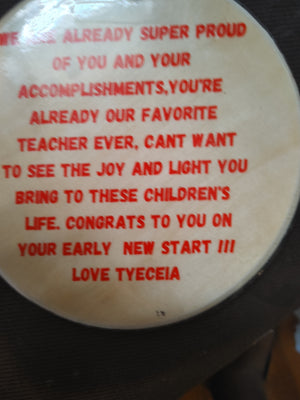 WE ARE ALREADY SUPER PROUD
OF YOU AND YOUR
ACCOMPLISHMENTS,YOU'RE
ALREADY OUR FAVORITE
TEACHER EVER, CANT WANT
TO SEE THE JOY AND LIGHT YOU
BRING TO THESE CHILDREN'S
LIFE. CONGRATS TO YOU ON
YOUR EARLY NEW START !!!
LOVE TYECEIA